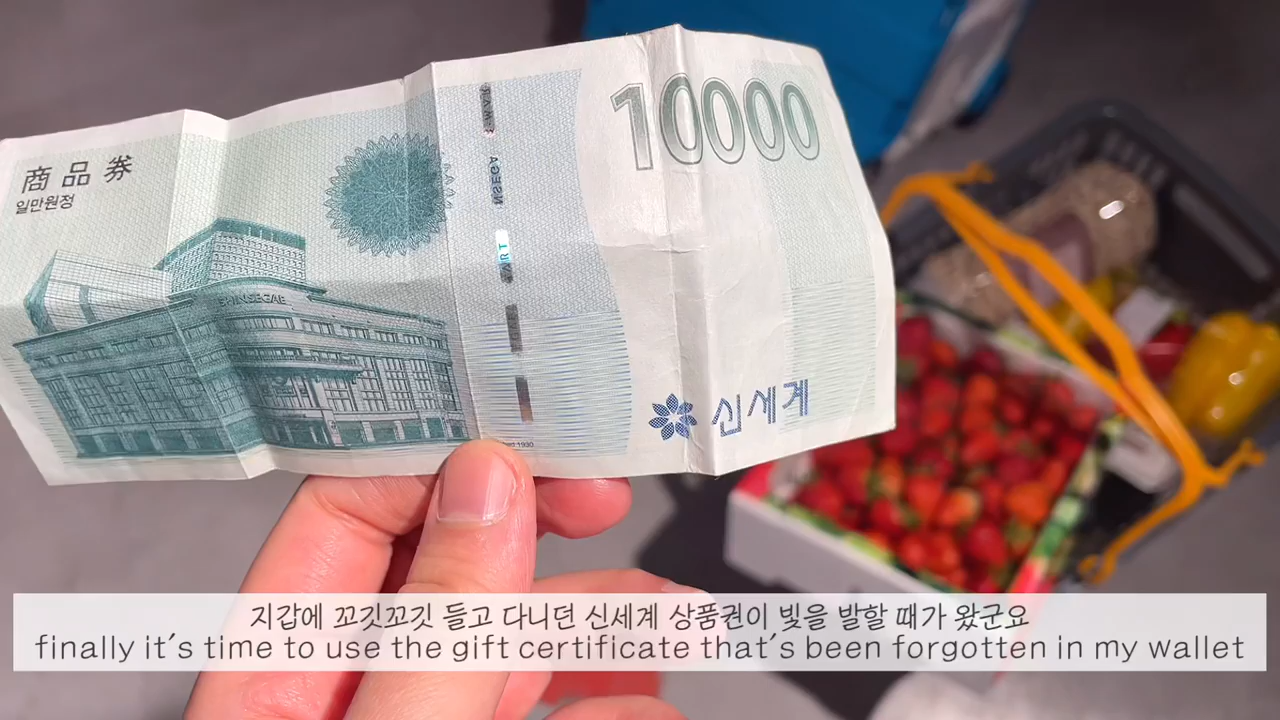 商品券
일만원정
10000
SHINSEGAE
신세계
지갑에 꼬깃꼬깃 들고 다니던 신세계 상품권이 빛을 발할 때가 왔군요
finally it's time to use the gift certificate that's been forgotten in my wallet